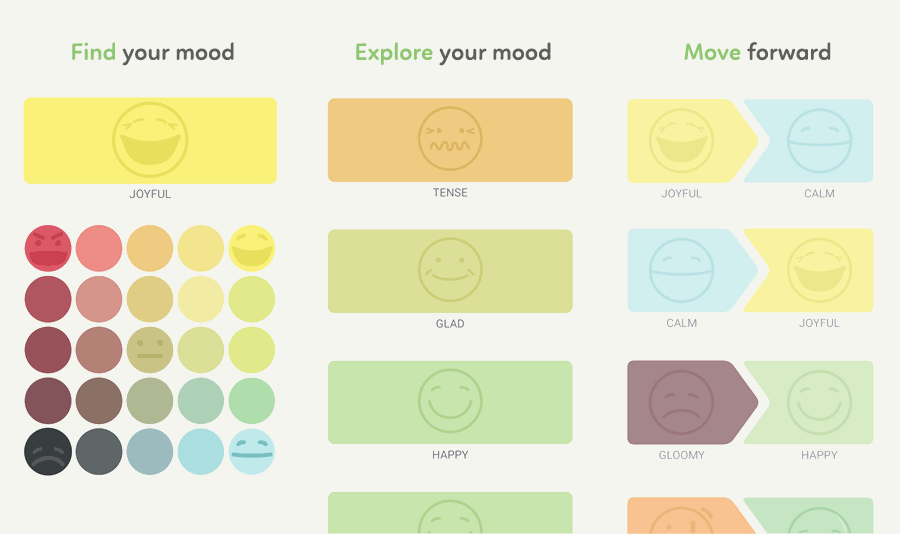 Find your mood
JOYFUL
Explore your mood
TENSE
GLAD
HAPPY
Move forward
JOYFUL CALM
CALM JOYFUL
GLOOMY HAPPY